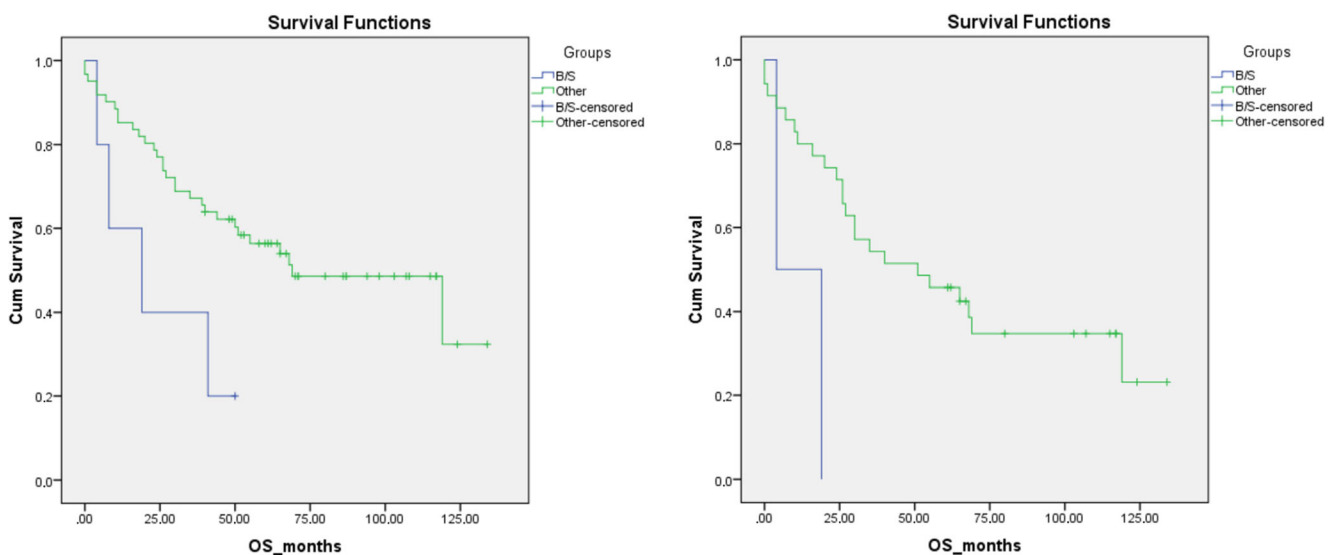 Survival Functions
Groups
B/S
Other
B/S-censored
Other-censored
1.0
0.8
0.6
0.4
0.2
0.0
Cum Survival
.00 25.00 50.00 75.00 100.00 125.00
OS_months
Survival Functions
Groups
B/S
Other
B/S-censored
Other-censored
1.0
0.8
0.6
0.4
0.2
0.0
Cum Survival
.00 25.00 50.00 75.00 100.00 125.00
OS_months